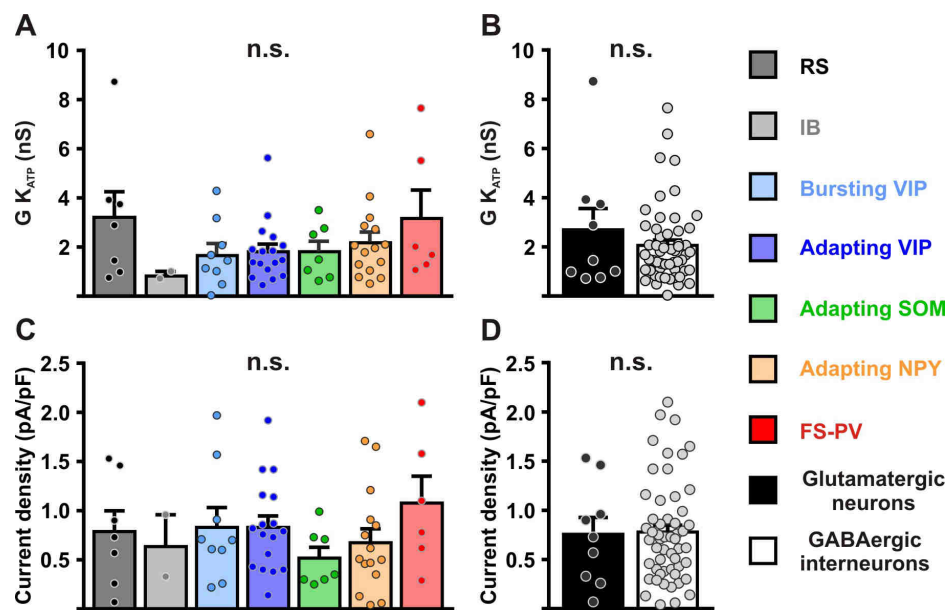 A
n.s.
G K_ATP (nS)
10
8
6
4
2
B
n.s.
G K_ATP (nS)
10
8
6
4
2
C
n.s.
Current density (pA/pF)
2.5
2.0
1.5
1.0
0.5
D
n.s.
Current density (pA/pF)
2.5
2.0
1.5
1.0
0.5
RS
IB
Bursting VIP
Adapting VIP
Adapting SOM
Adapting NPY
FS-PV
Glutamatergic
neurons
GABAergic
interneurons